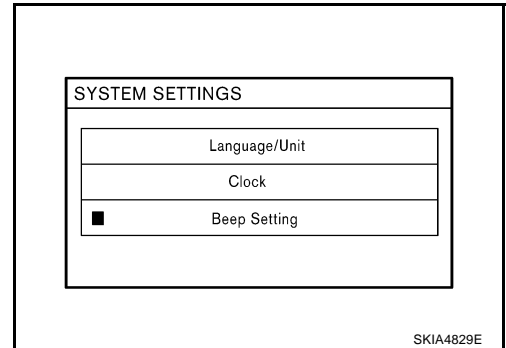 SYSTEM SETTINGS
Language/Unit
Clock
Beep Setting
SKIA4829E